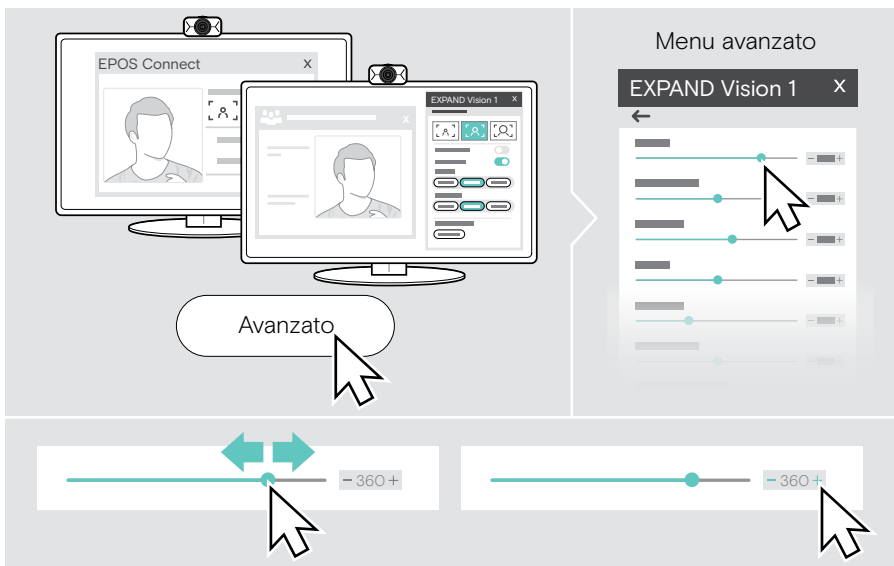 EPOS Connect x
EXPAND Vision 1 x
x
Avanzato
Menu avanzato
EXPAND Vision 1 x
- 360 +
- 360 +